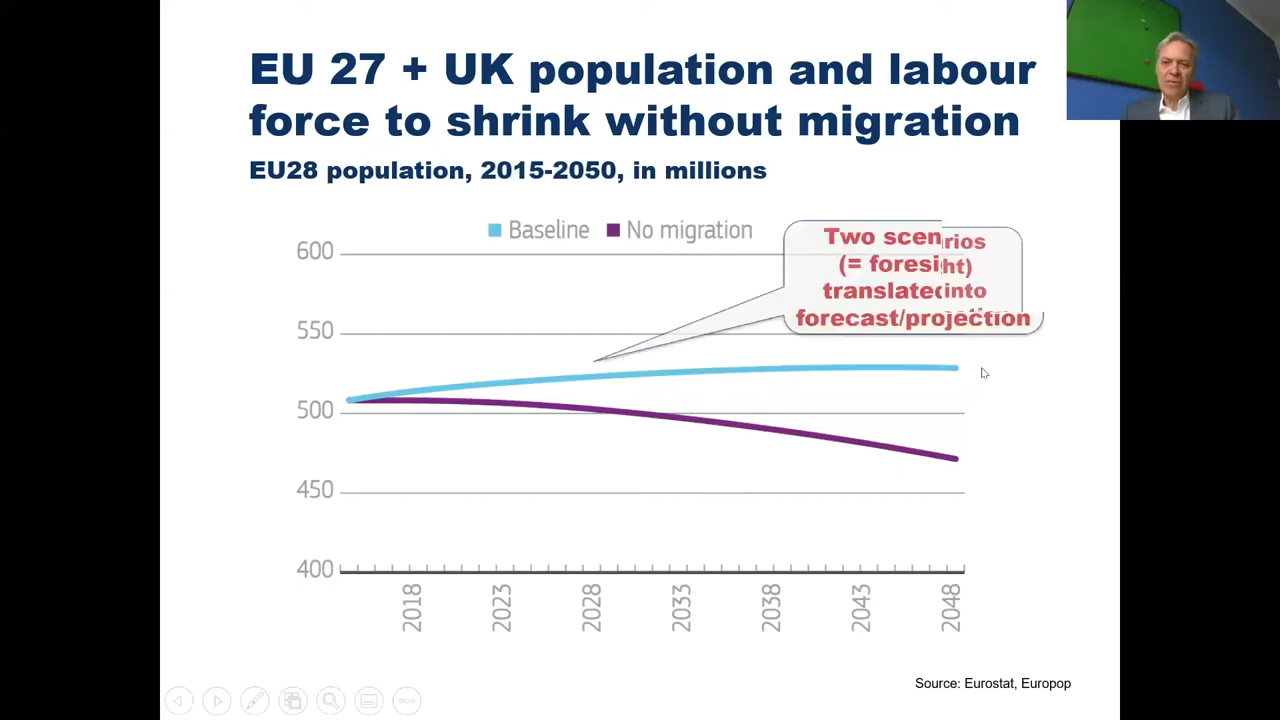 EU 27 + UK population and labour
force to shrink without migration
EU28 population, 2015-2050, in millions
Baseline No migration
Two scenarios
(= foresight)
translated into
forecast/projection
600
550
500
450
400
2018 2023 2028 2033 2038 2043 2048
Source: Eurostat, Europop